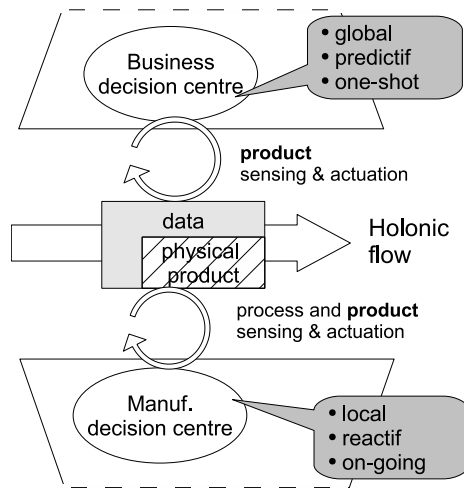 Business
decision centre
• global
• predictif
• one-shot
product
sensing & actuation
data
physical
product
Holonic
flow
process and product
sensing & actuation
Manuf.
decision centre
• local
• reactif
• on-going